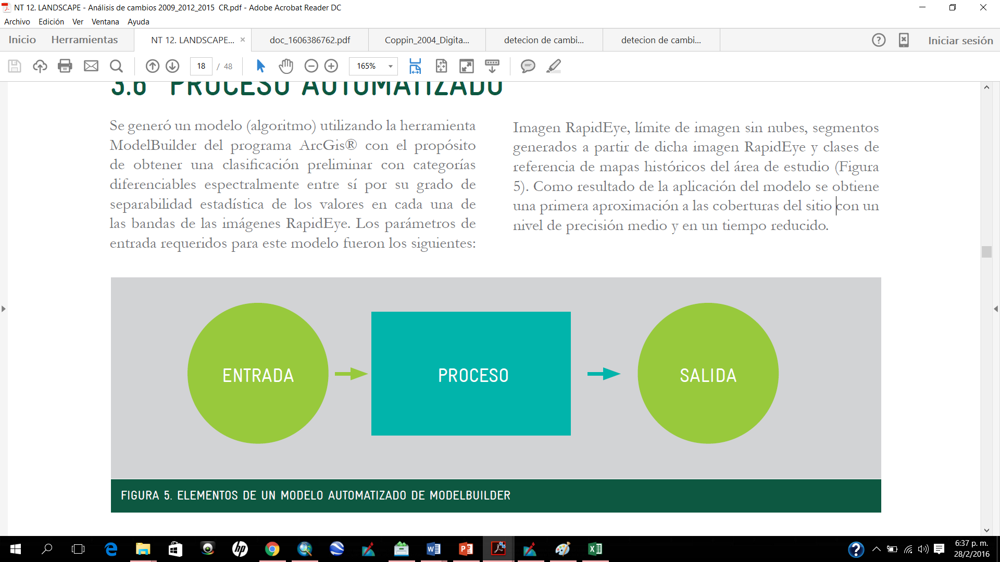 NT 12. LANDSCAPE - Análisis de cambios 2009_2012_2015 CR.pdf - Adobe Acrobat Reader DC
Archivo Edición Ver Ventana Ayuda
Inicio Herramientas NT 12. LANDSCAPE... × doc_1606386762.pdf Coppin_2004_Digita... detecion de cambi... detecion de cambi... Iniciar sesión
18 / 48 165%
3.6 PROCESO AUTOMATIZADO
Se generó un modelo (algoritmo) utilizando la herramienta
ModelBuilder del programa ArcGis® con el propósito
de obtener una clasificación preliminar con categorías
diferenciables espectralmente entre sí por su grado de
separabilidad estadística de los valores en cada una de
las bandas de las imágenes RapidEye. Los parámetros de
entrada requeridos para este modelo fueron los siguientes:
Imagen RapidEye, límite de imagen sin nubes, segmentos
generados a partir de dicha imagen RapidEye y clases de
referencia de mapas históricos del área de estudio (Figura
5). Como resultado de la aplicación del modelo se obtiene
una primera aproximación a las coberturas del sitio con un
nivel de precisión medio y en un tiempo reducido.
ENTRADA
PROCESO
SALIDA
FIGURA 5. ELEMENTOS DE UN MODELO AUTOMATIZADO DE MODELBUILDER
6:37 p. m.
28/2/2016